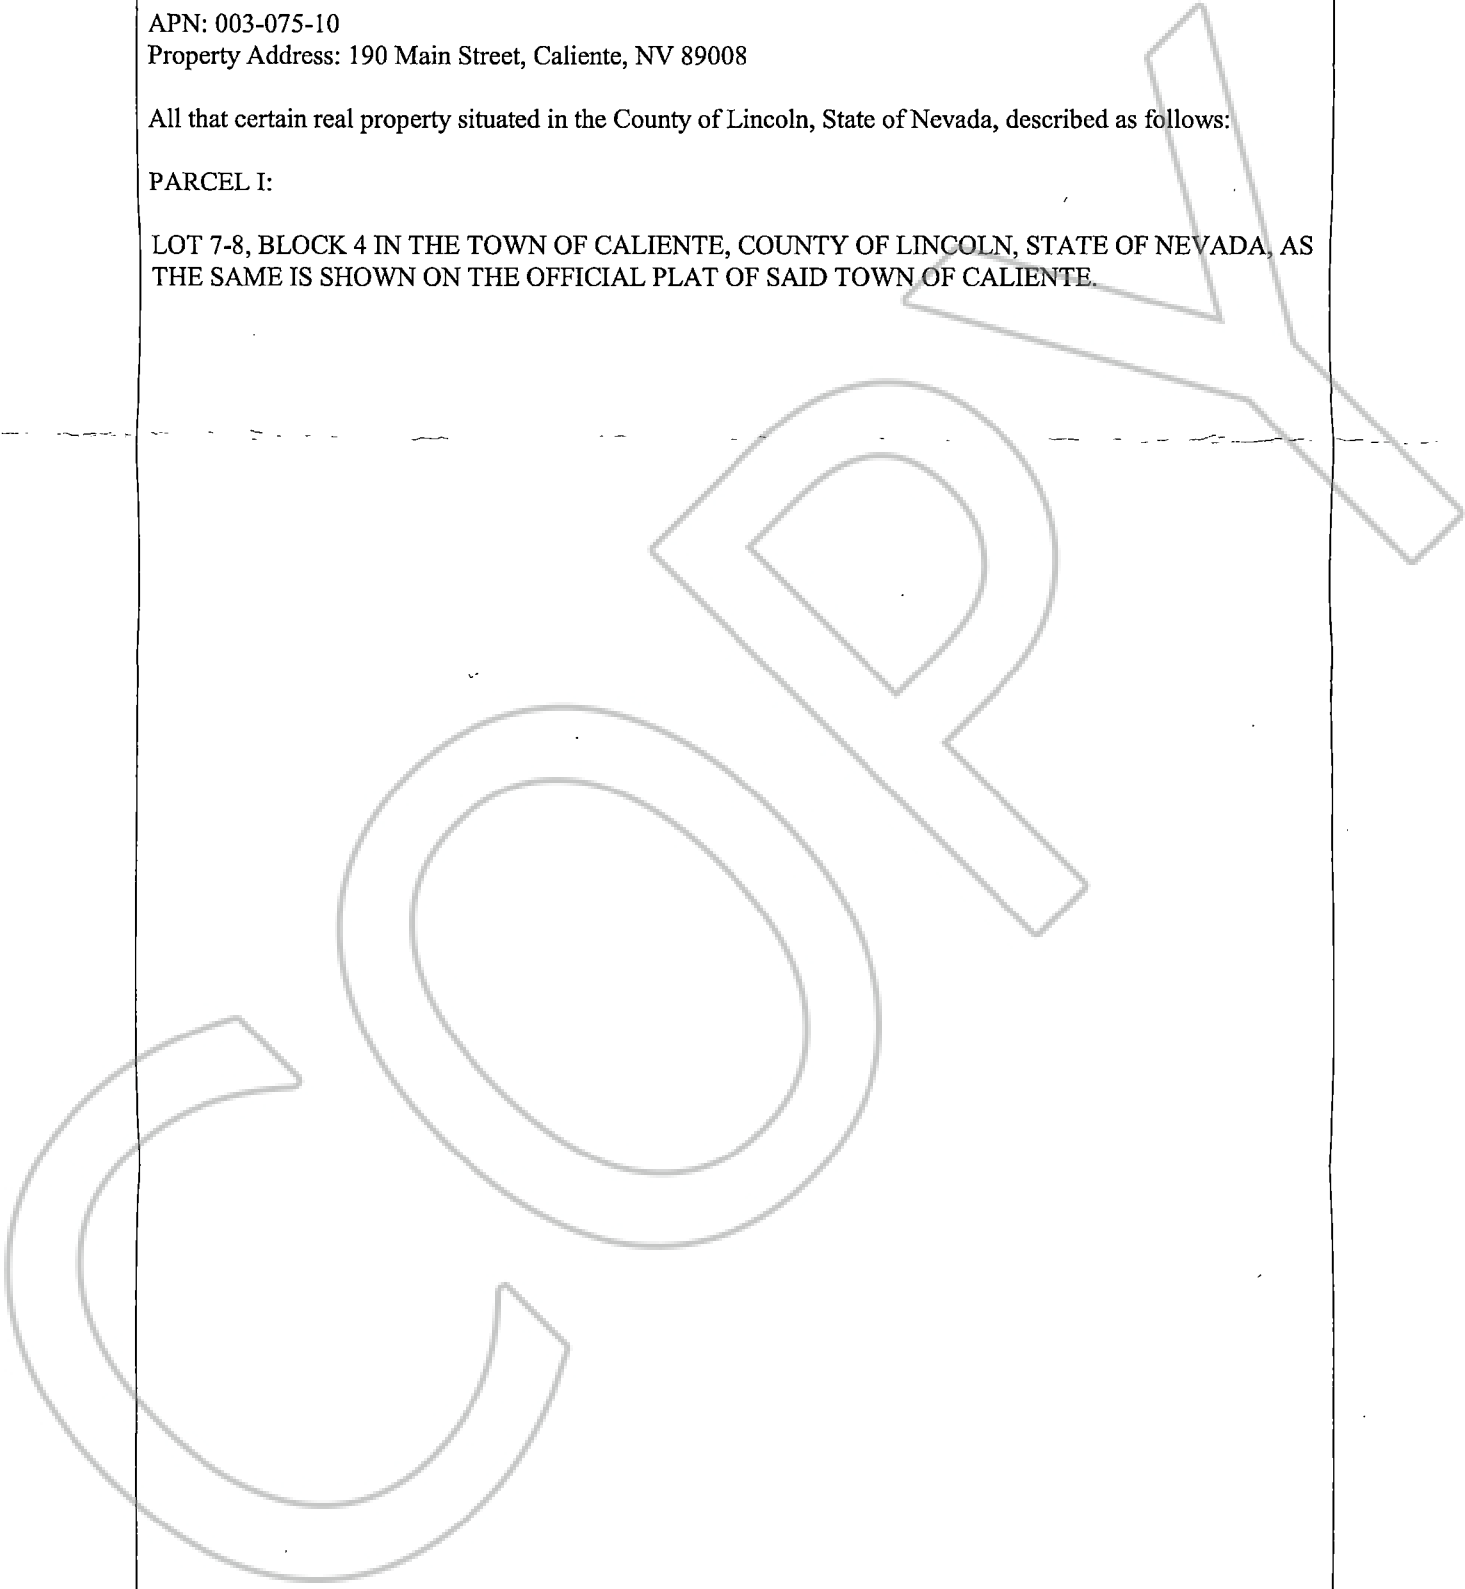 APN: 003-075-10
Property Address: 190 Main Street, Caliente, NV 89008
All that certain real property situated in the County of Lincoln, State of Nevada, described as follows:
PARCEL I:
LOT 7-8, BLOCK 4 IN THE TOWN OF CALIENTE, COUNTY OF LINCOLN, STATE OF NEVADA, AS
THE SAME IS SHOWN ON THE OFFICIAL PLAT OF SAID TOWN OF CALIENTE.
COPY